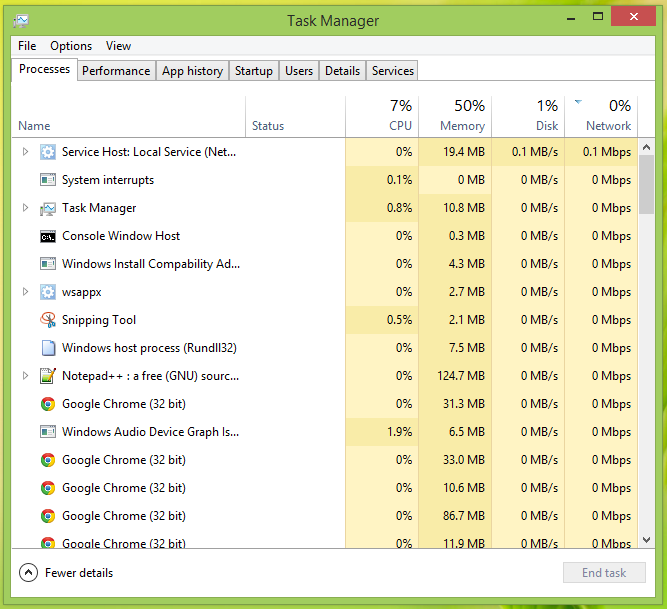 Task Manager
File Options View
Processes Performance App history Startup Users Details Services
7% 50% 1% 0%
Name Status CPU Memory Disk Network
Service Host: Local Service (Net... 0% 19.4 MB 0.1 MB/s 0.1 Mbps
System interrupts 0.1% 0 MB 0 MB/s 0 Mbps
Task Manager 0.8% 10.8 MB 0 MB/s 0 Mbps
Console Window Host 0% 0.3 MB 0 MB/s 0 Mbps
Windows Install Compability Ad... 0% 4.3 MB 0 MB/s 0 Mbps
wsappx 0% 2.7 MB 0 MB/s 0 Mbps
Snipping Tool 0.5% 2.1 MB 0 MB/s 0 Mbps
Windows host process (Rundll32) 0% 7.5 MB 0 MB/s 0 Mbps
Notepad++ : a free (GNU) sourc... 0% 124.7 MB 0 MB/s 0 Mbps
Google Chrome (32 bit) 0% 31.3 MB 0 MB/s 0 Mbps
Windows Audio Device Graph Is... 1.9% 6.5 MB 0 MB/s 0 Mbps
Google Chrome (32 bit) 0% 33.0 MB 0 MB/s 0 Mbps
Google Chrome (32 bit) 0% 10.6 MB 0 MB/s 0 Mbps
Google Chrome (32 bit) 0% 86.7 MB 0 MB/s 0 Mbps
Google Chrome (32 bit) 0% 11.9 MB 0 MB/s 0 Mbps
Fewer details End task